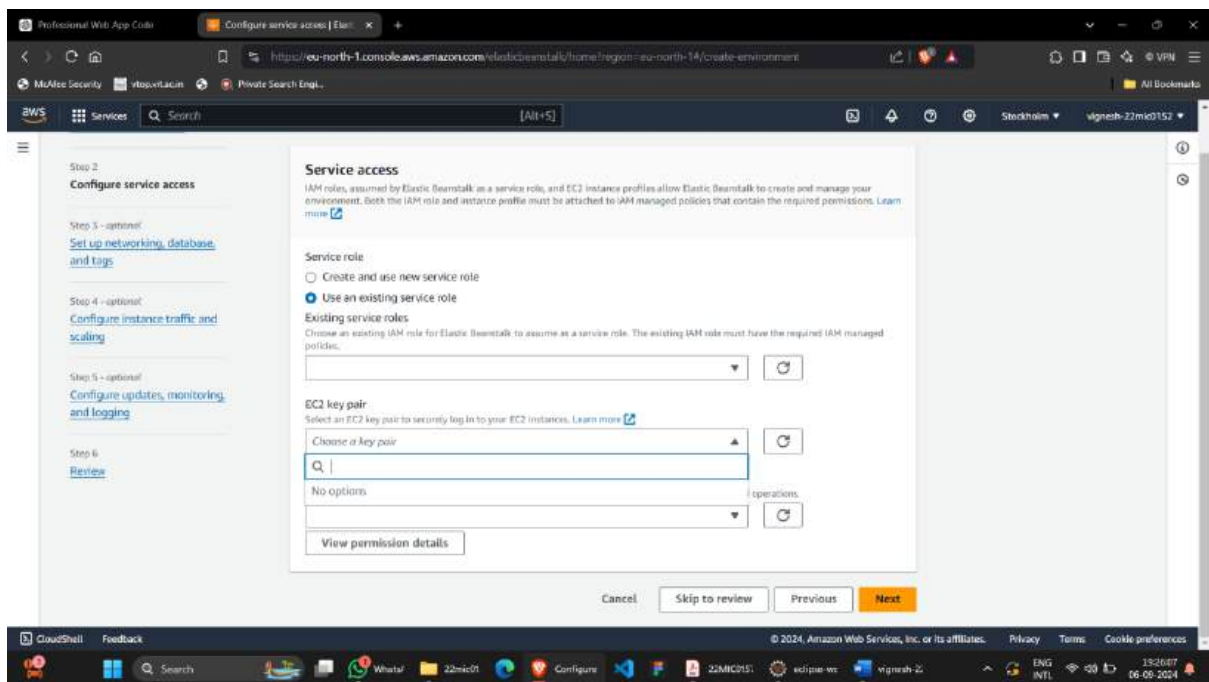 Professional Web App Code
Configure service access | Elast
https://eu-north-1.console.aws.amazon.com/elasticbeanstalk/home?region=eu-north-1#/create-environment
VPN
McAfee Security
vtop.vit.ac.in
Private Search Engi...
All Bookmarks
aws
Services
Search
[Alt+S]
Stockholm
vignesh-22mic0152
Step 2
Configure service access
Step 3 - optional
Set up networking, database,
and tags
Step 4 - optional
Configure instance traffic and
scaling
Step 5 - optional
Configure updates, monitoring,
and logging
Step 6
Review
Service access
IAM roles, assumed by Elastic Beanstalk as a service role, and EC2 instance profiles allow Elastic Beanstalk to create and manage your
environment. Both the IAM role and instance profile must be attached to IAM managed policies that contain the required permissions. Learn
more
Service role
Create and use new service role
Use an existing service role
Existing service roles
Choose an existing IAM role for Elastic Beanstalk to assume as a service role. The existing IAM role must have the required IAM managed
policies.
EC2 key pair
Select an EC2 key pair to securely log in to your EC2 instances. Learn more
Choose a key pair
No options
operations.
View permission details
Cancel
Skip to review
Previous
Next
CloudShell
Feedback
© 2024, Amazon Web Services, Inc. or its affiliates.
Privacy
Terms
Cookie preferences
Search
Whats
22mic01
Configure
22MIC015
eclipse-wo
vignesh-2
ENG
INTL
19:26:07
06-09-2024